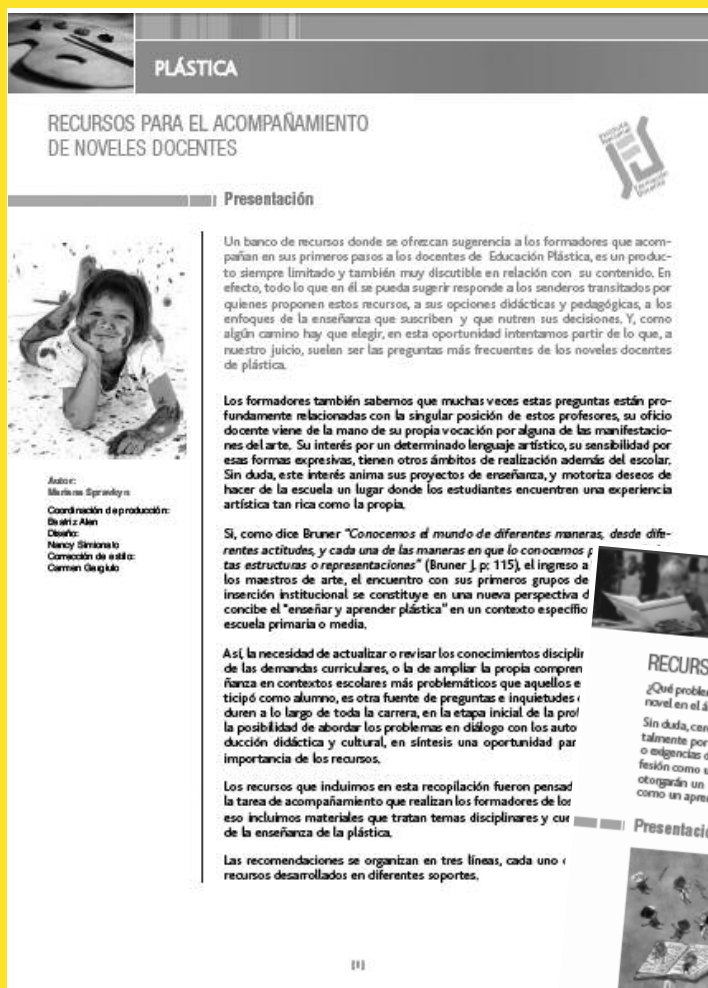 PLÁSTICA
RECURSOS PARA EL ACOMPAÑAMIENTO
DE NOVELES DOCENTES
Instituto Nacional Formación Docente
Presentación
Un banco de recursos donde se ofrezcan sugerencia a los formadores que acom-
pañan en sus primeros pasos a los docentes de Educación Plástica, es un produc-
to siempre limitado y también muy discutible en relación con su contenido. En
efecto, todo lo que en él se pueda sugerir responde a los senderos transitados por
quienes proponen estos recursos, a sus opciones didácticas y pedagógicas, a los
enfoques de la enseñanza que suscriben y que nutren sus decisiones. Y, como
algún camino hay que elegir, en esta oportunidad intentamos partir de lo que, a
nuestro juicio, suelen ser las preguntas más frecuentes de los noveles docentes
de plástica.
Los formadores también sabemos que muchas veces estas preguntas están pro-
fundamente relacionadas con la singular posición de estos profesores, su oficio
docente viene de la mano de su propia vocación por alguna de las manifestacio-
nes del arte. Su interés por un determinado lenguaje artístico, su sensibilidad por
esas formas expresivas, tienen otros ámbitos de realización además del escolar.
Sin duda, este interés anima sus proyectos de enseñanza, y motoriza deseos de
hacer de la escuela un lugar donde los estudiantes encuentren una experiencia
artística tan rica como la propia.
Si, como dice Bruner "Conocemos el mundo de diferentes maneras, desde dife-
rentes actitudes, y cada una de las maneras en que lo conocemos p
tas estructuras o representaciones" (Bruner J. p: 115), el ingreso a
los maestros de arte, el encuentro con sus primeros grupos de
inserción institucional se constituye en una nueva perspectiva d
concibe el "enseñar y aprender plástica" en un contexto específico
escuela primaria o media.
Así, la necesidad de actualizar o revisar los conocimientos disciplin
de las demandas curriculares, o la de ampliar la propia compren
ñanza en contextos escolares más problemáticos que aquellos e
ticipó como alumno, es otra fuente de preguntas e inquietudes
duren a lo largo de toda la carrera, en la etapa inicial de la prof
la posibilidad de abordar los problemas en diálogo con los auto
ducción didáctica y cultural, en síntesis una oportunidad par
importancia de los recursos.
Los recursos que incluimos en esta recopilación fueron pensad
la tarea de acompañamiento que realizan los formadores de los
eso incluimos materiales que tratan temas disciplinares y cue
de la enseñanza de la plástica.
Las recomendaciones se organizan en tres líneas, cada uno
recursos desarrollados en diferentes soportes.
Autor:
Mariana Spravkyn
Coordinación de producción:
Beatriz Alen
Diseño:
Nancy Simionato
Corrección de estilo:
Carmen Gargiulo
[1]
RECURS
¿Qué problem
novel en el á
Sin duda, cen
talmente por
o exigencias d
fesión como u
otorgarán un
como un apre
Presentació